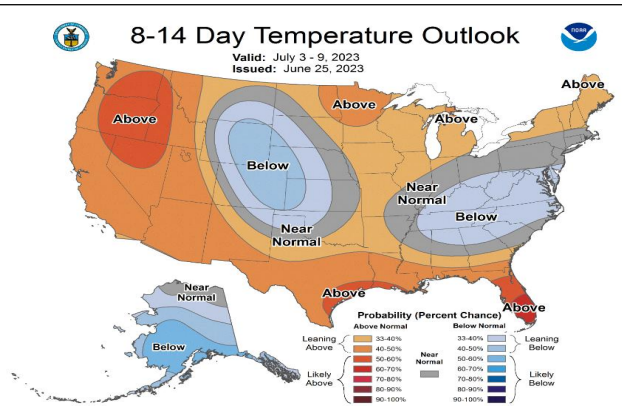 8-14 Day Temperature Outlook
Valid: July 3 - 9, 2023
Issued: June 25, 2023
NOAA
Above
Above
Above
Above
Below
Near
Normal
Near
Normal
Below
Near
Normal
Above
Above
Below
Probability (Percent Chance)
Above Normal
Below Normal
Leaning
Above
33-40%
40-50%
50-60%
60-70%
70-80%
80-90%
90-100%
Likely
Above
Near
Normal
33-40%
40-50%
50-60%
60-70%
70-80%
80-90%
90-100%
Leaning
Below
Likely
Below